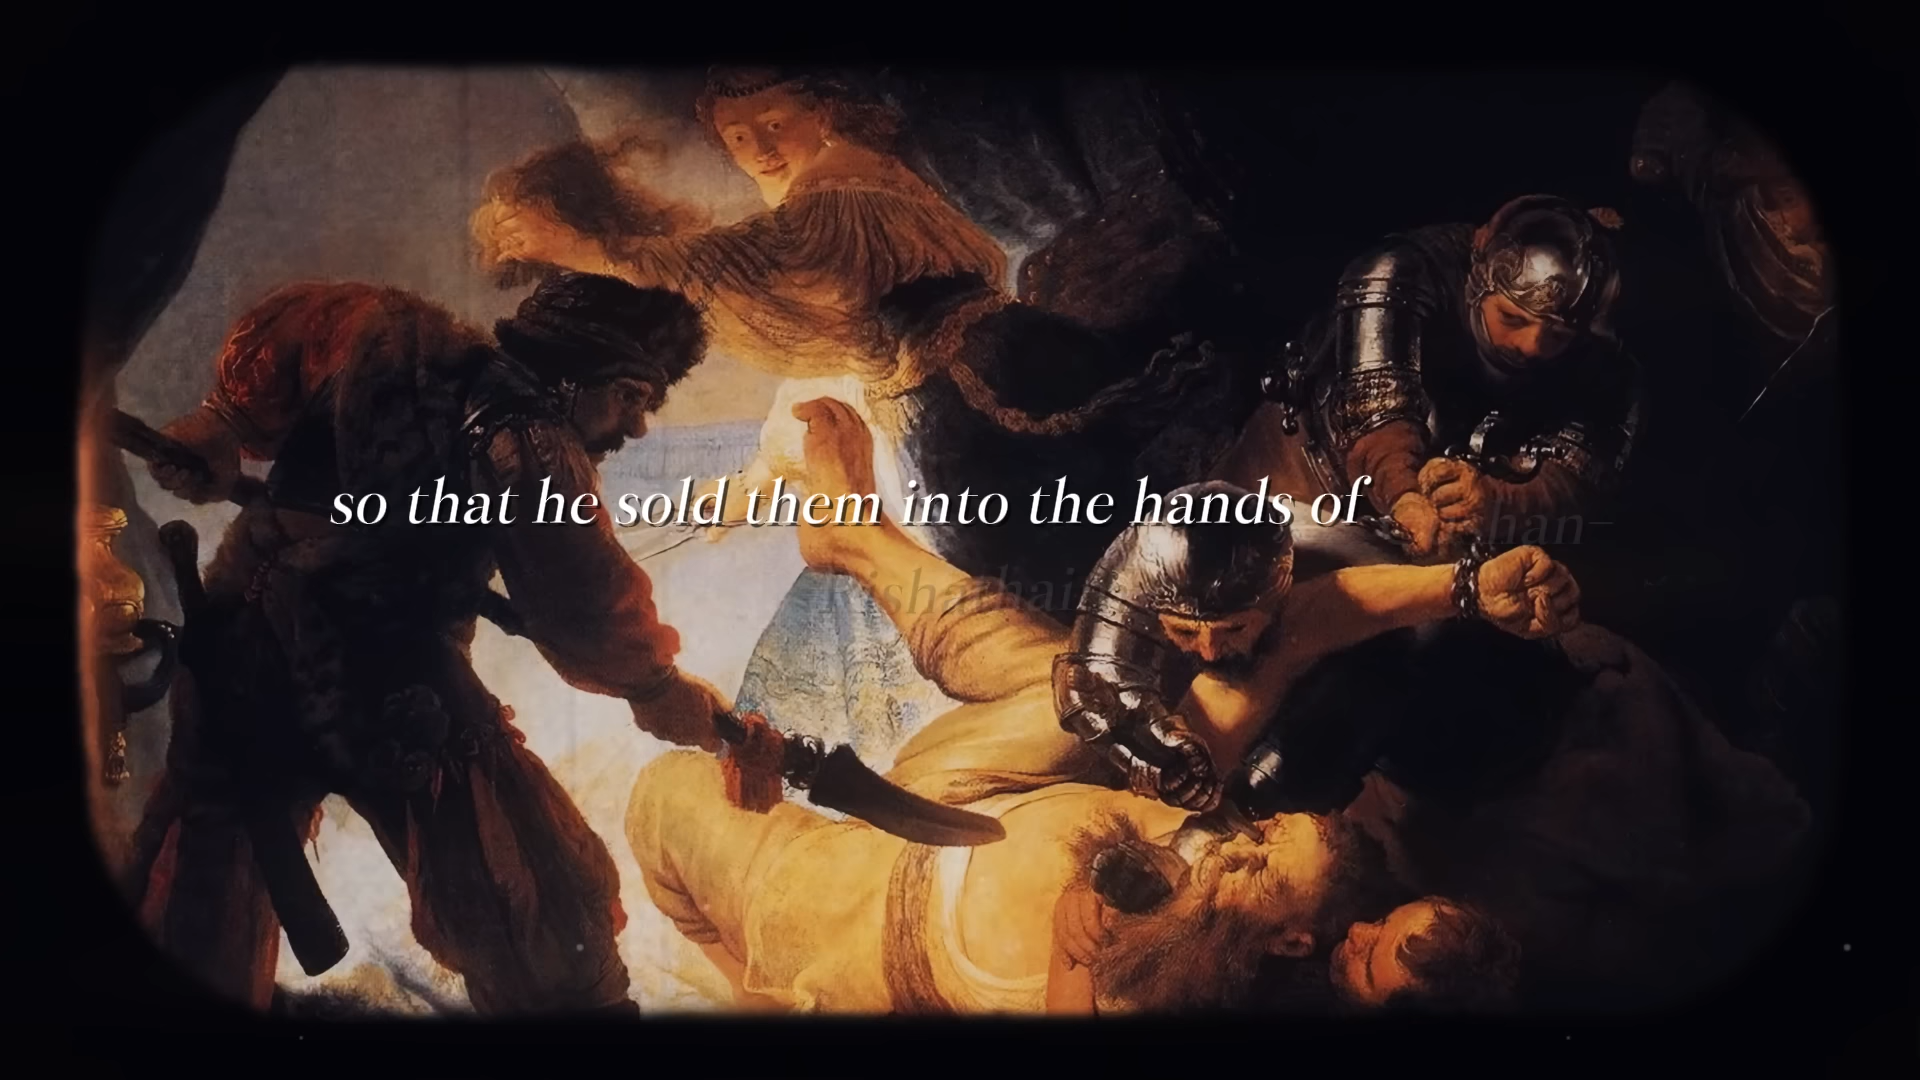 so that he sold them into the hands of